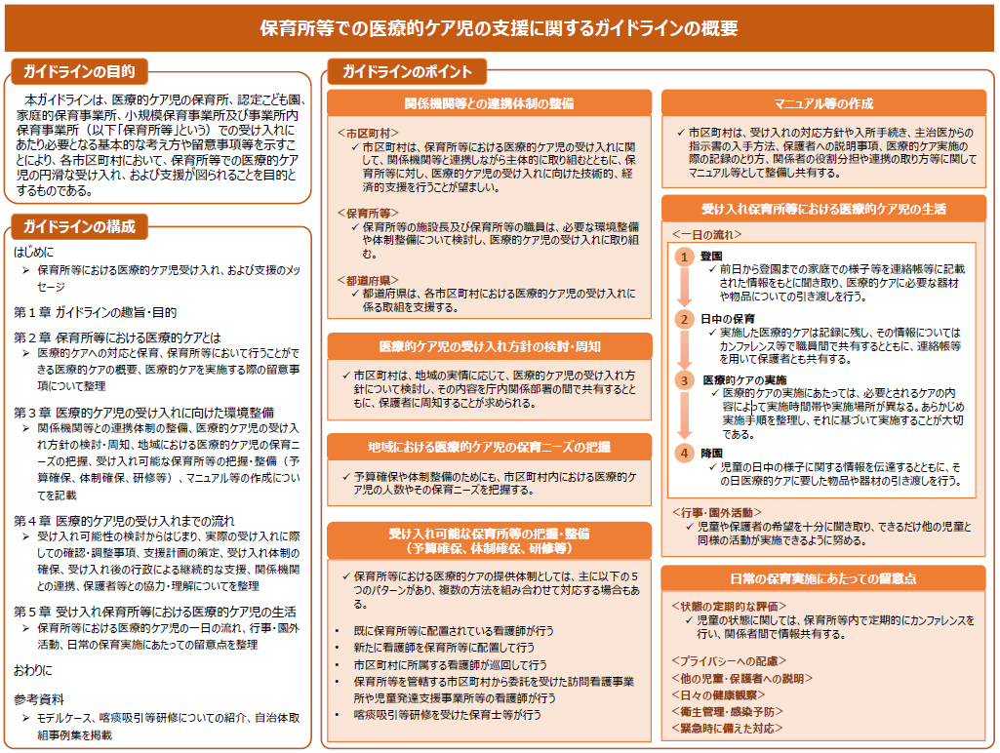 保育所等での医療的ケア児の支援に関するガイドラインの概要
ガイドラインの目的
本ガイドラインは、医療的ケア児の保育所、認定こども園、
家庭的保育事業所、小規模保育事業所及び事業所内
保育事業所（以下「保育所等」という）での受け入れに
あたり必要となる基本的な考え方や留意事項等を示すこ
とにより、各市区町村において、保育所等での医療的ケア
児の円滑な受け入れ、および支援が図られることを目的と
するものである。
ガイドラインの構成
はじめに
➢ 保育所等における医療的ケア児受け入れ、および支援のメッ
セージ
第１章 ガイドラインの趣旨・目的
第２章 保育所等における医療的ケアとは
➢ 医療的ケアへの対応と保育、保育所等において行うことがで
きる医療的ケアの概要、医療的ケアを実施する際の留意事
項について整理
第３章 医療的ケア児の受け入れに向けた環境整備
➢ 関係機関等との連携体制の整備、医療的ケア児の受け入
れ方針の検討・周知、地域における医療的ケア児の保育ニ
ーズの把握、受け入れ可能な保育所等の把握・整備（予
算確保、体制確保、研修等）、マニュアル等の作成につい
てを記載
第４章 医療的ケア児の受け入れまでの流れ
➢ 受け入れ可能性の検討からはじまり、実際の受け入れに際し
ての確認・調整事項、支援計画の策定、受け入れ体制の
確保、受け入れ後の行政による継続的な支援、関係機関
との連携、保護者等との協力・理解についてを整理
第５章 受け入れ保育所等における医療的ケア児の生活
➢ 保育所等における医療的ケア児の一日の流れ、行事・園外
活動、日常の保育実施にあたっての留意点を整理
おわりに
参考資料
➢ モデルケース、喀痰吸引等研修についての紹介、自治体取
組事例集を掲載
ガイドラインのポイント
関係機関等との連携体制の整備
＜市区町村＞
✓ 市区町村は、保育所等における医療的ケア児の受け入れに関
して、関係機関等と連携しながら主体的に取り組むとともに、保
育所等に対し、医療的ケア児の受け入れに向けた技術的、経
済的支援を行うことが望ましい。
＜保育所等＞
✓ 保育所等の施設長及び保育所等の職員は、必要な環境整備
や体制整備について検討し、医療的ケア児の受け入れに取り組
む。
＜都道府県＞
✓ 都道府県は、各市区町村における医療的ケア児の受け入れに
係る取組を支援する。
医療的ケア児の受け入れ方針の検討・周知
✓ 市区町村は、地域の実情に応じて、医療的ケア児の受け入れ方
針について検討し、その内容を庁内関係部署の間で共有するとと
もに、保護者に周知することが求められる。
地域における医療的ケア児の保育ニーズの把握
✓ 予算確保や体制整備のためにも、市区町村内における医療的ケ
ア児の人数やその保育ニーズを把握する。
受け入れ可能な保育所等の把握・整備
（予算確保、体制確保、研修等）
✓ 保育所等における医療的ケアの提供体制としては、主に以下の５
つのパターンがあり、複数の方法を組み合わせて対応する場合もあ
る。
• 既に保育所等に配置されている看護師が行う
• 新たに看護師を保育所等に配置して行う
• 市区町村に所属する看護師が巡回して行う
• 保育所等を管轄する市区町村から委託を受けた訪問看護事業
所や児童発達支援事業所等の看護師が行う
• 喀痰吸引等研修を受けた保育士等が行う
マニュアル等の作成
✓ 市区町村は、受け入れの対応方針や入所手続き、主治医からの
指示書の入手方法、保護者への説明事項、医療的ケア実施
の際の記録のとり方、関係者の役割分担や連携の取り方等に関して
マニュアル等として整備し共有する。
受け入れ保育所等における医療的ケア児の生活
＜一日の流れ＞
1 登園
✓ 前日から登園までの家庭での様子等を連絡帳等に記載
された情報をもとに聞き取り、医療的ケアに必要な器材
や物品についての引き渡しを行う。
2 日中の保育
✓ 実施した医療的ケアは記録に残し、その情報については
カンファレンス等で職員間で共有するとともに、連絡帳等
を用いて保護者とも共有する。
3 医療的ケアの実施
✓ 医療的ケアの実施にあたっては、必要とされるケアの内
容によって実施時間帯や実施場所が異なる。あらかじめ
実施手順を整理し、それに基づいて実施することが大切
である。
4 降園
✓ 児童の日中の様子に関する情報を伝達するとともに、そ
の日医療的ケアに要した物品や器材の引き渡しを行う。
＜行事・園外活動＞
✓ 児童や保護者の希望を十分に聞き取り、できるだけ他の児童と
同様の活動が実施できるように努める。
日常の保育実施にあたっての留意点
＜状態の定期的な評価＞
✓ 児童の状態に関しては、保育所等内で定期的にカンファレンスを
行い、関係者間で情報共有する。
＜プライバシーへの配慮＞
＜他の児童・保護者への説明＞
＜日々の健康観察＞
＜衛生管理・感染予防＞
＜緊急時に備えた対応＞